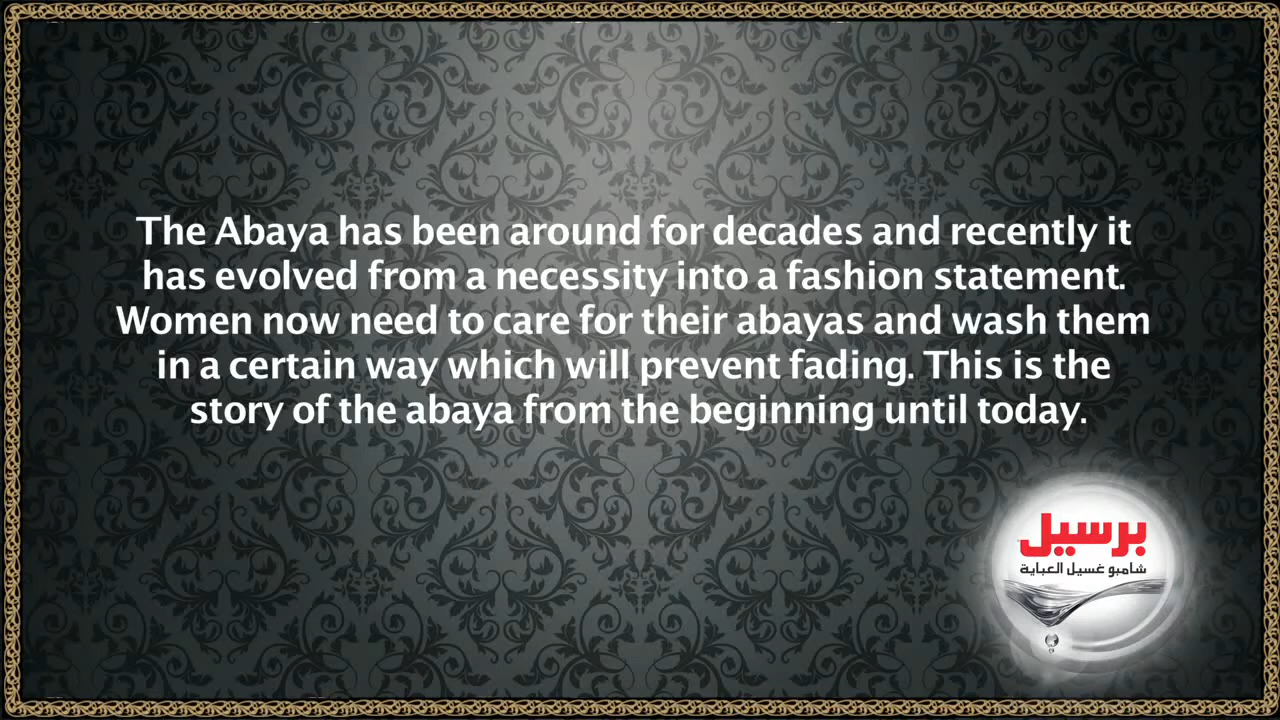 The Abaya has been around for decades and recently it
has evolved from a necessity into a fashion statement.
Women now need to care for their abayas and wash them
in a certain way which will prevent fading. This is the
story of the abaya from the beginning until today.
برسيل
شامبو غسيل العباية